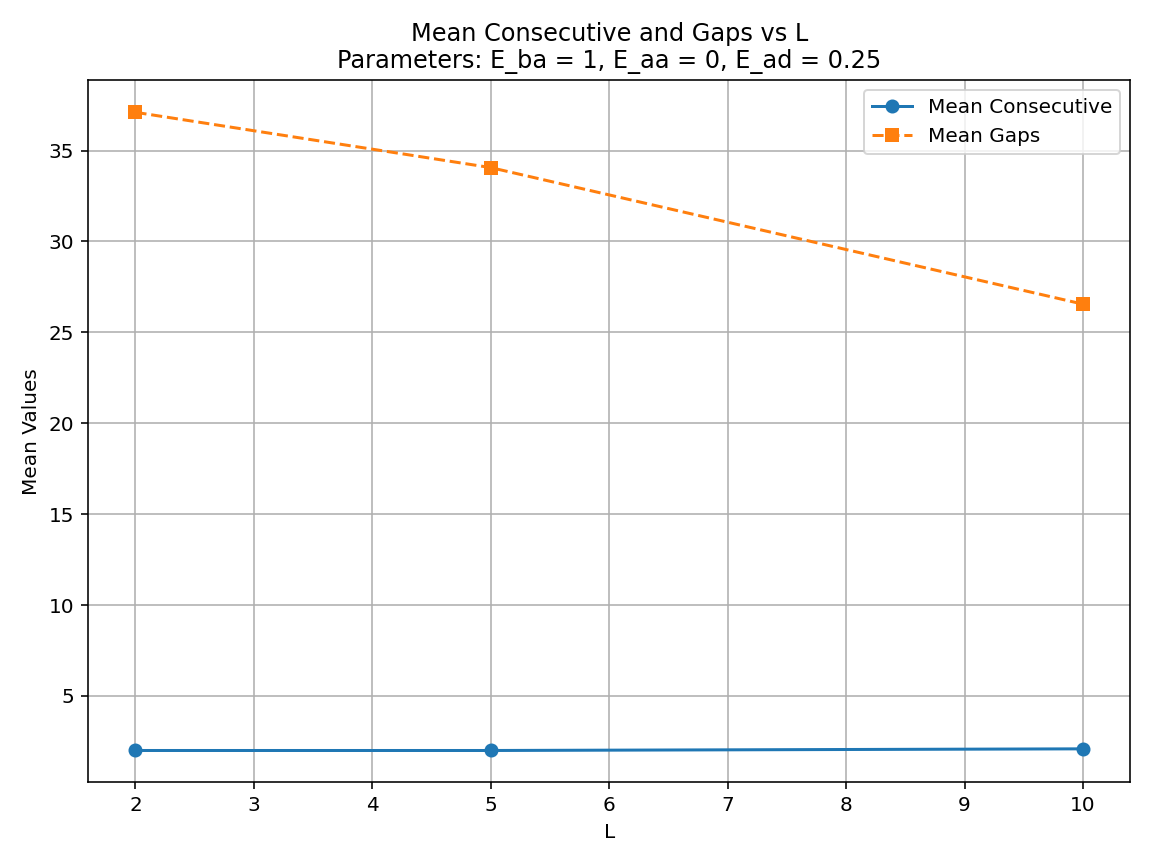 Mean Consecutive and Gaps vs L
Parameters: E_ba = 1, E_aa = 0, E_ad = 0.25
Mean Consecutive
Mean Gaps
Mean Values
35
30
25
20
15
10
5
2 3 4 5 6 7 8 9 10
L